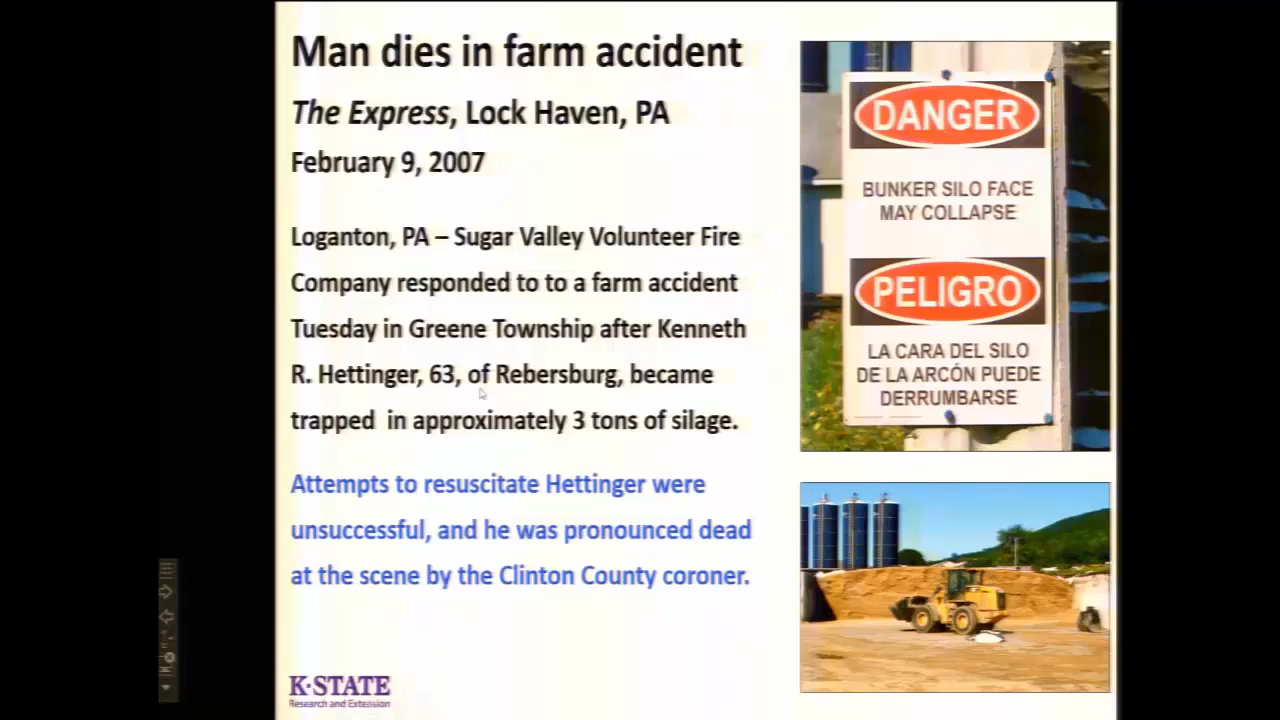 Man dies in farm accident
The Express, Lock Haven, PA
February 9, 2007
Loganton, PA – Sugar Valley Volunteer Fire
Company responded to to a farm accident
Tuesday in Greene Township after Kenneth
R. Hettinger, 63, of Rebersburg, became
trapped in approximately 3 tons of silage.
Attempts to resuscitate Hettinger were
unsuccessful, and he was pronounced dead
at the scene by the Clinton County coroner.
K-STATE
Research and Extension
DANGER
BUNKER SILO FACE
MAY COLLAPSE
PELIGRO
LA CARA DEL SILO
DE LA ARCÓN PUEDE
DERRUMBARSE